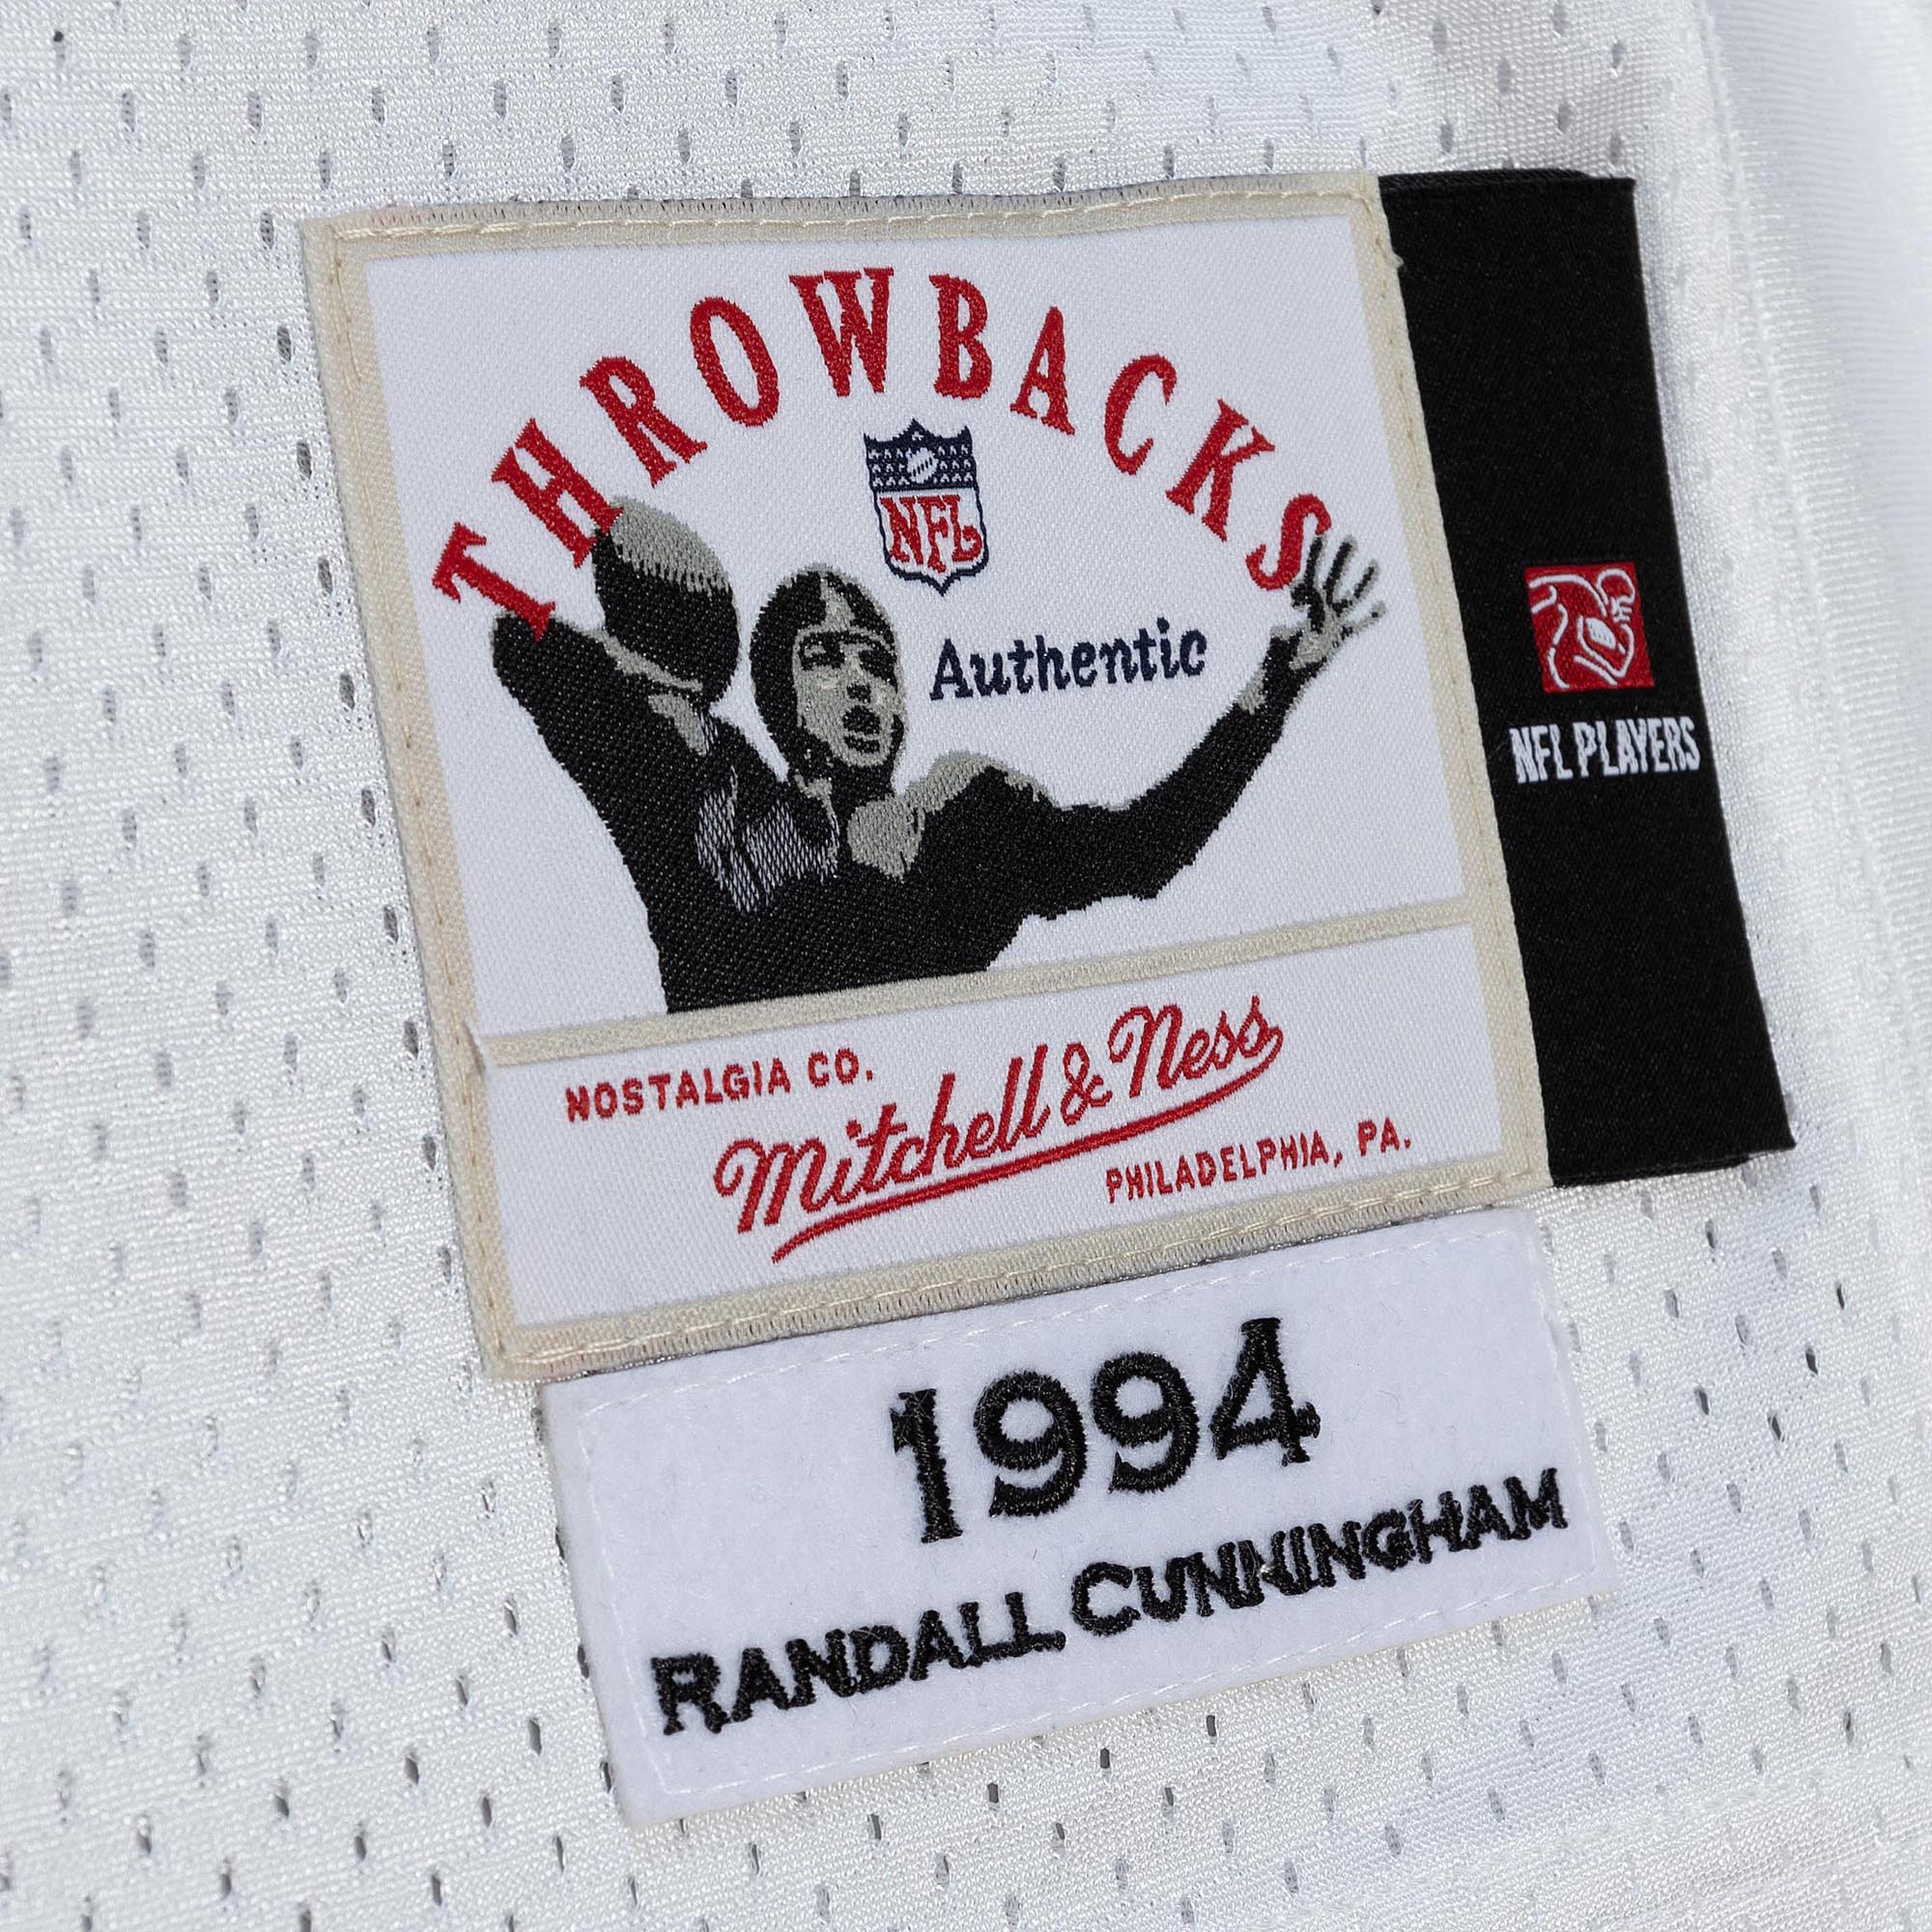 THROWBACKS
NFL
Authentic
NFL PLAYERS
NOSTALGIA CO.
Mitchell & Ness
PHILADELPHIA, PA.
1994
RANDALL CUNNINGHAM